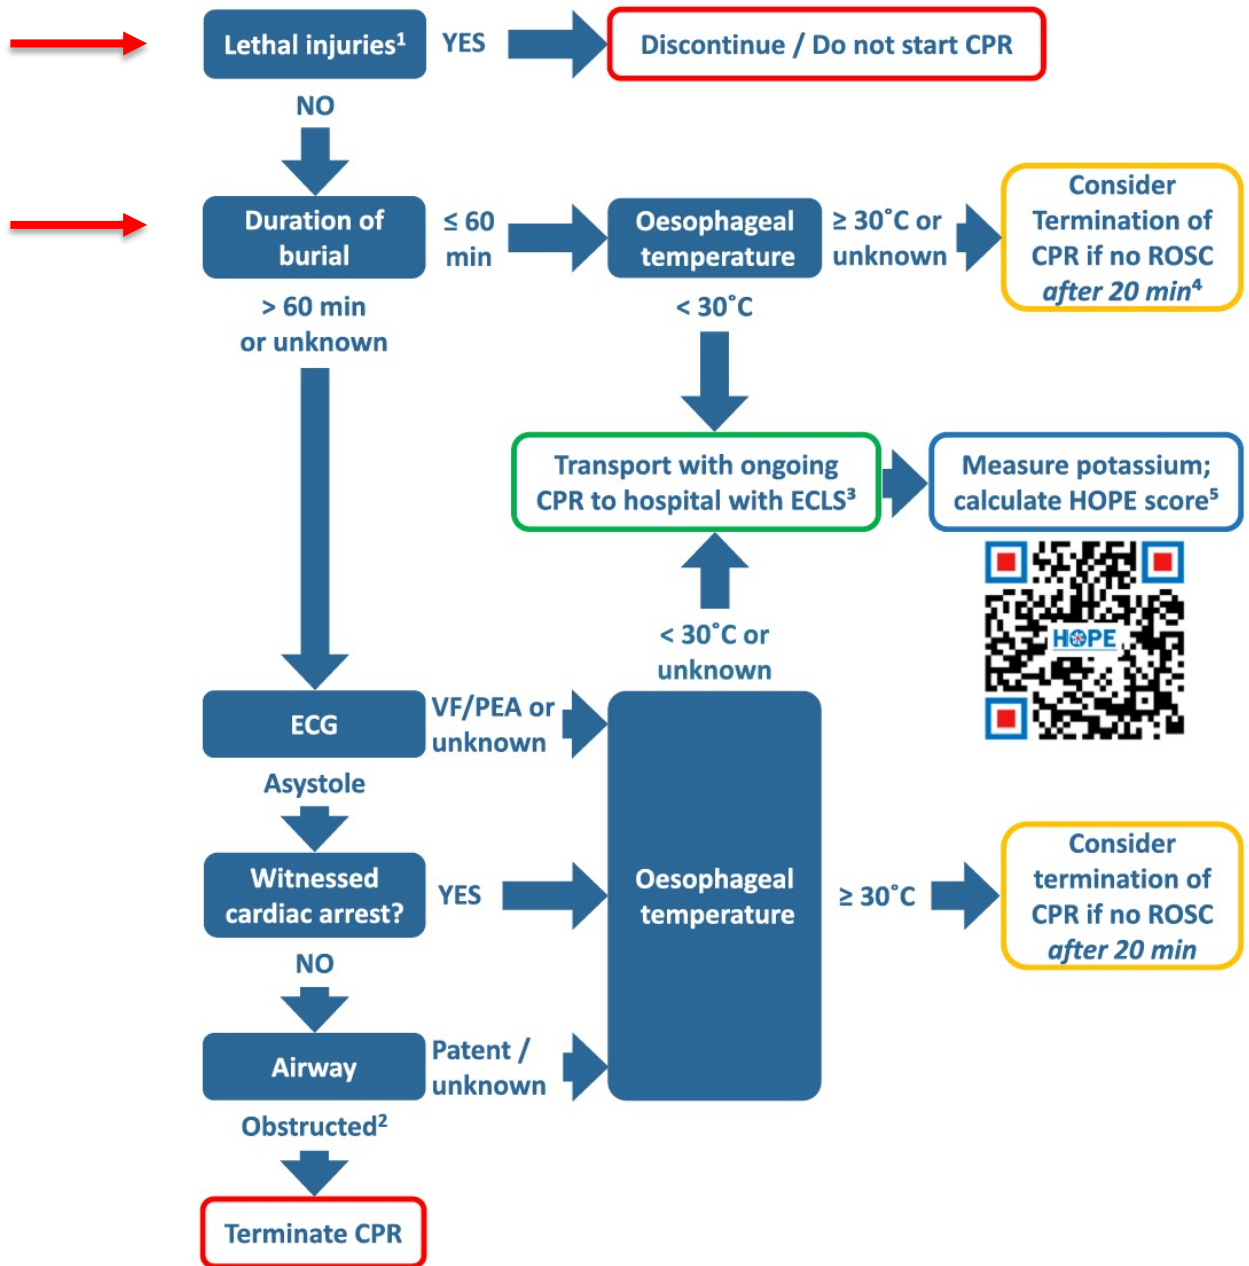 Lethal injuries¹
YES
Discontinue / Do not start CPR
NO
Duration of
burial
≤ 60
min
Oesophageal
temperature
≥ 30˚C or
unknown
Consider
Termination of
CPR if no ROSC
after 20 min⁴
> 60 min
or unknown
< 30˚C
Transport with ongoing
CPR to hospital with ECLS³
Measure potassium;
calculate HOPE score⁵
HOPE
< 30˚C or
unknown
ECG
VF/PEA or
unknown
Asystole
Witnessed
cardiac arrest?
YES
Oesophageal
temperature
≥ 30˚C
Consider
termination of
CPR if no ROSC
after 20 min
NO
Airway
Patent /
unknown
Obstructed²
Terminate CPR